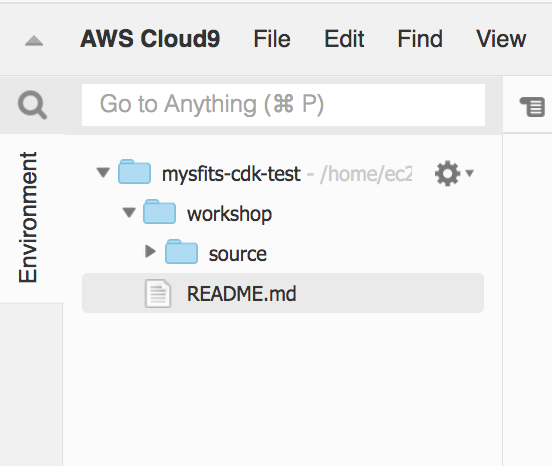 AWS Cloud9 File Edit Find View
Go to Anything (⌘ P)
Environment
mysfits-cdk-test - /home/ec2
workshop
source
README.md